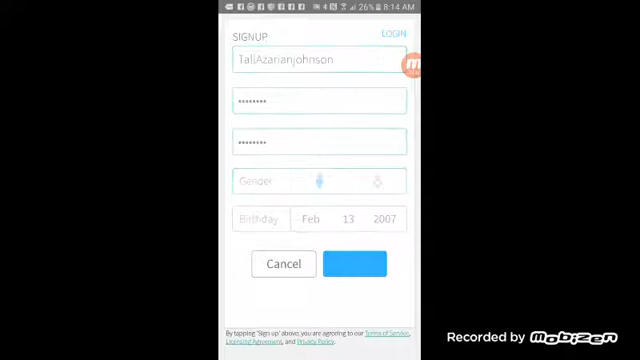 26% 8:14 AM
SIGNUP
LOGIN
TallAzarianjohnson
Gender
Birthday Feb 13 2007
Cancel
By tapping "Sign up" above, you are agreeing to our Terms of Service,
Licensing Agreement, and Privacy Policy.
Recorded by mobizen